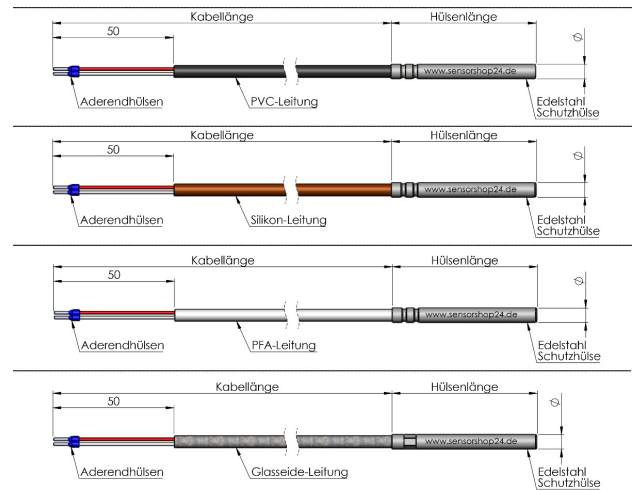 Kabellänge
Hülsenlänge
50
Ø
www.sensorshop24.de
Aderendhülsen
PVC-Leitung
Edelstahl
Schutzhülse
Kabellänge
Hülsenlänge
50
Ø
www.sensorshop24.de
Aderendhülsen
Silikon-Leitung
Edelstahl
Schutzhülse
Kabellänge
Hülsenlänge
50
Ø
www.sensorshop24.de
Aderendhülsen
PFA-Leitung
Edelstahl
Schutzhülse
Kabellänge
Hülsenlänge
50
Ø
www.sensorshop24.de
Aderendhülsen
Glasseide-Leitung
Edelstahl
Schutzhülse